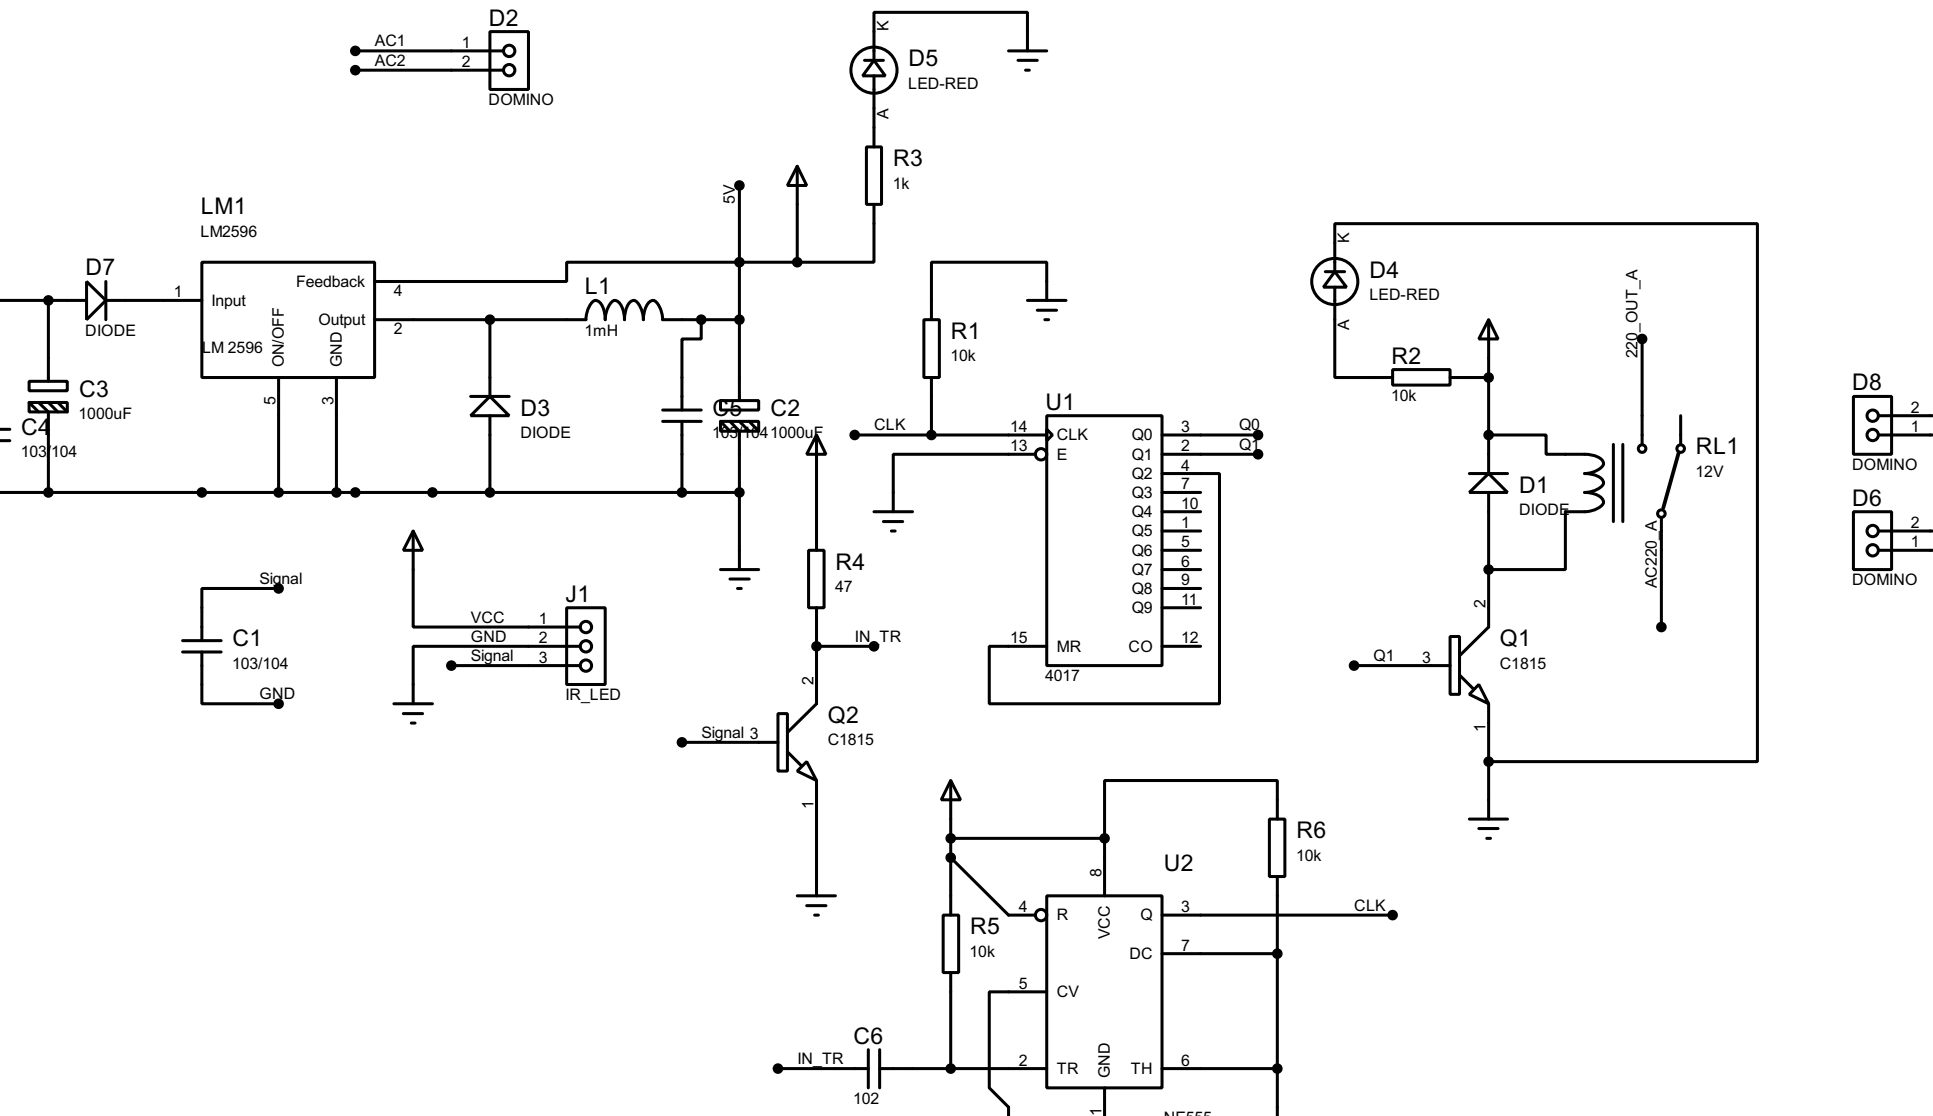 D2
AC1 1
AC2 2
DOMINO
K
D5
LED-RED
A
R3
1k
5V
LM1
LM2596
D7
DIODE
1 Input
Feedback 4
Output 2
LM 2596
ON/OFF
GND
5
3
L1
1mH
C3
1000uF
C4
103/104
D3
DIODE
C5
103/104
C2
1000uF
R1
10k
U1
CLK 14 CLK
13 E
Q0 3 Q0
Q1 2 Q1
Q2 4
Q3 7
Q4 10
Q5 1
Q6 5
Q7 6
Q8 9
Q9 11
15 MR
CO 12
4017
K
D4
LED-RED
A
R2
10k
220_OUT_A
RL1
12V
D1
DIODE
AC220_A
D8
2
1
DOMINO
D6
2
1
DOMINO
Signal
C1
103/104
GND
J1
VCC 1
GND 2
Signal 3
IR_LED
R4
47
IN_TR
2
Q2
C1815
Signal 3
1
2
Q1
C1815
Q1 3
1
R6
10k
U2
8
VCC
4 R
Q 3 CLK
R5
10k
DC 7
5 CV
C6
IN_TR
102
2 TR
GND
TH 6
1
NE555